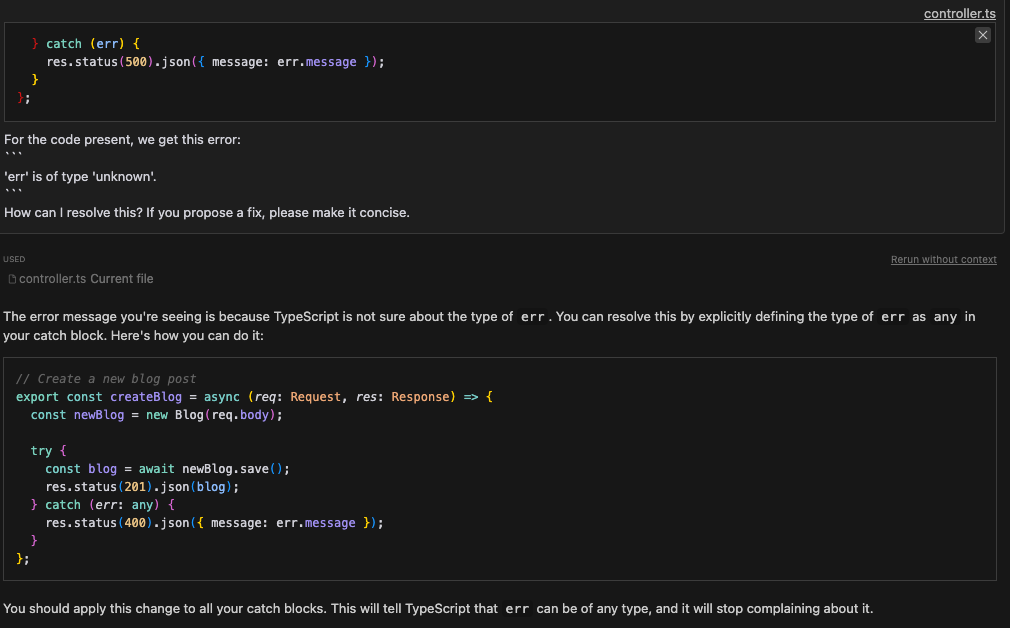 controller.ts
} catch (err) {
res.status(500).json({ message: err.message });
}
};
For the code present, we get this error:
```
'err' is of type 'unknown'.
```
How can I resolve this? If you propose a fix, please make it concise.
USED
Rerun without context
controller.ts Current file
The error message you're seeing is because TypeScript is not sure about the type of err . You can resolve this by explicitly defining the type of err as any in
your catch block. Here's how you can do it:
// Create a new blog post
export const createBlog = async (req: Request, res: Response) => {
const newBlog = new Blog(req.body);
try {
const blog = await newBlog.save();
res.status(201).json(blog);
} catch (err: any) {
res.status(400).json({ message: err.message });
}
};
You should apply this change to all your catch blocks. This will tell TypeScript that err can be of any type, and it will stop complaining about it.